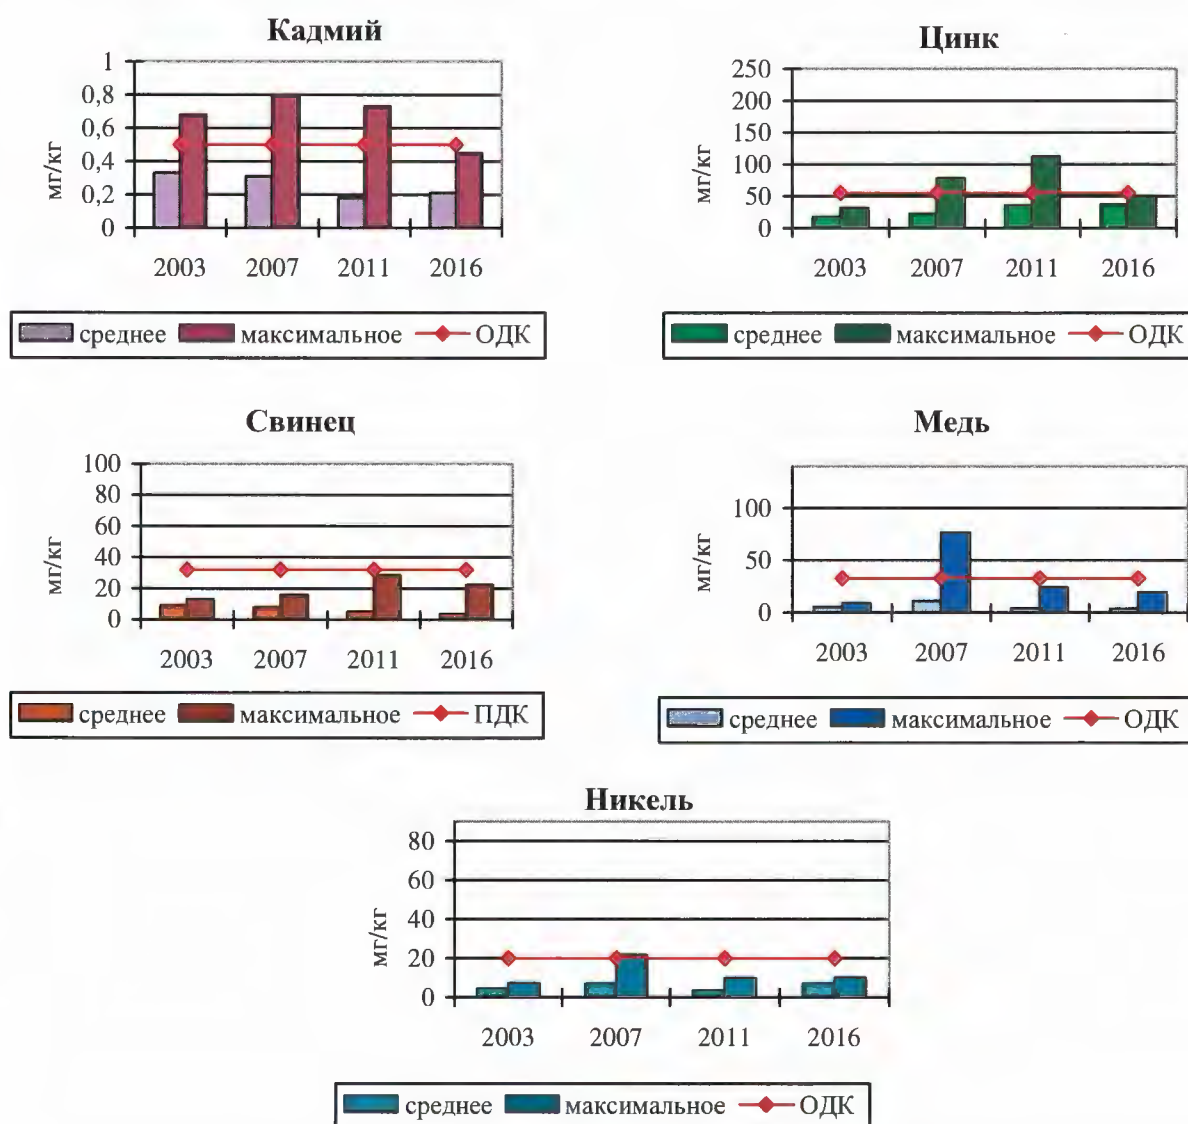 Кадмий
мг/кг
1
0,8
0,6
0,4
0,2
0
2003 2007 2011 2016
среднее максимальное ОДК
Цинк
мг/кг
250
200
150
100
50
0
2003 2007 2011 2016
среднее максимальное ОДК
Свинец
мг/кг
100
80
60
40
20
0
2003 2007 2011 2016
среднее максимальное ПДК
Медь
мг/кг
100
50
0
2003 2007 2011 2016
среднее максимальное ОДК
Никель
мг/кг
80
60
40
20
0
2003 2007 2011 2016
среднее максимальное ОДК